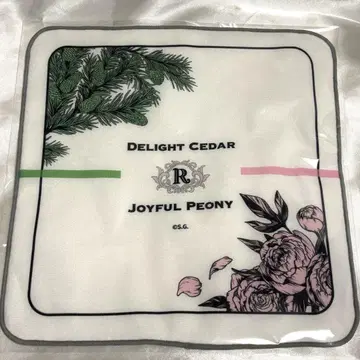 DELIGHT CEDAR
R
JOYFUL PEONY
©S.G.